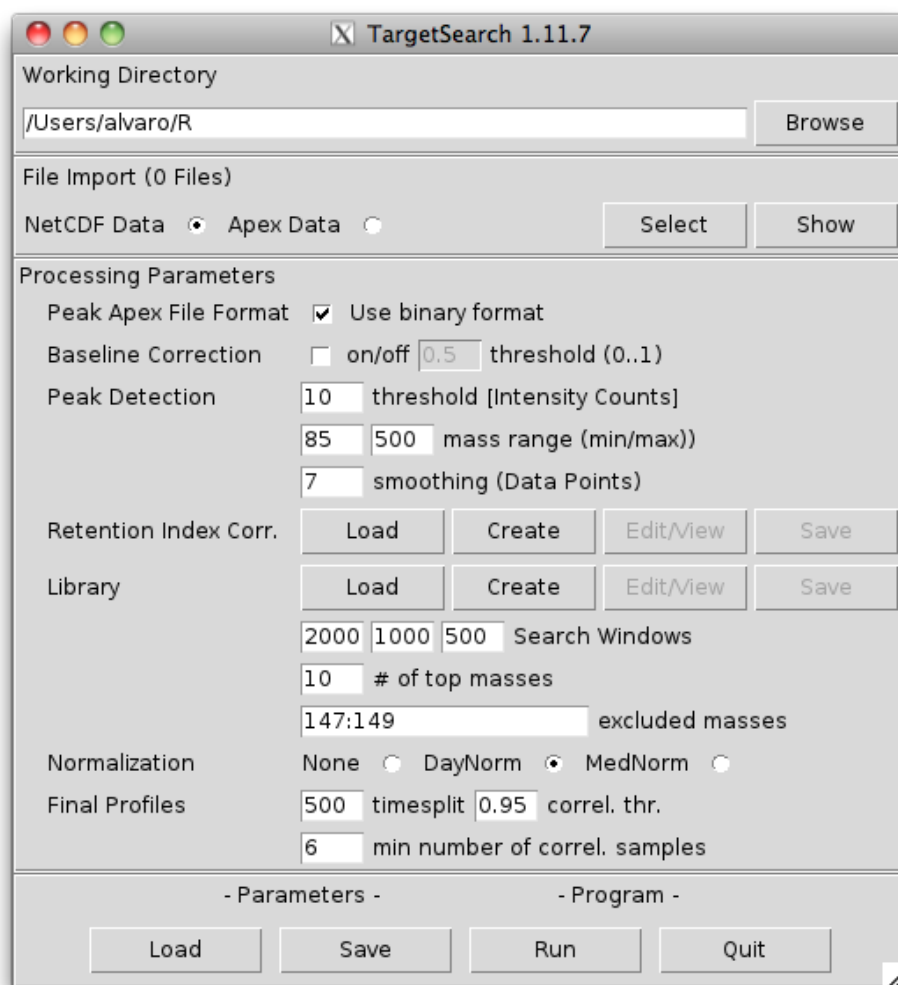 TargetSearch 1.11.7
Working Directory
/Users/alvaro/R Browse
File Import (0 Files)
NetCDF Data Apex Data Select Show
Processing Parameters
Peak Apex File Format Use binary format
Baseline Correction on/off 0.5 threshold (0..1)
Peak Detection 10 threshold [Intensity Counts]
85 500 mass range (min/max))
7 smoothing (Data Points)
Retention Index Corr. Load Create Edit/View Save
Library Load Create Edit/View Save
2000 1000 500 Search Windows
10 # of top masses
147:149 excluded masses
Normalization None DayNorm MedNorm
Final Profiles 500 timesplit 0.95 correl. thr.
6 min number of correl. samples
- Parameters - - Program -
Load Save Run Quit